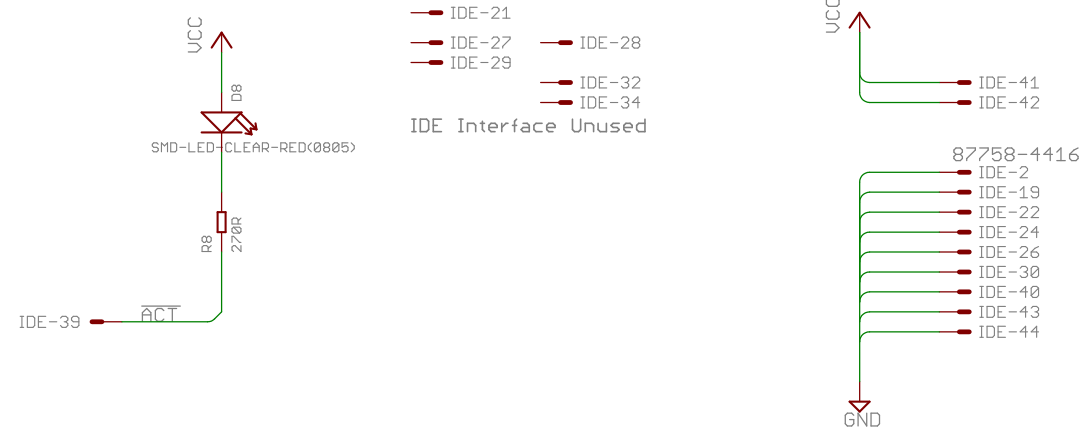 VCC
D8
SMD-LED-CLEAR-RED(0805)
R8
270R
IDE-39
ACT
IDE-21
IDE-27
IDE-28
IDE-29
IDE-32
IDE-34
IDE Interface Unused
VCC
IDE-41
IDE-42
87758-4416
IDE-2
IDE-19
IDE-22
IDE-24
IDE-26
IDE-30
IDE-40
IDE-43
IDE-44
GND